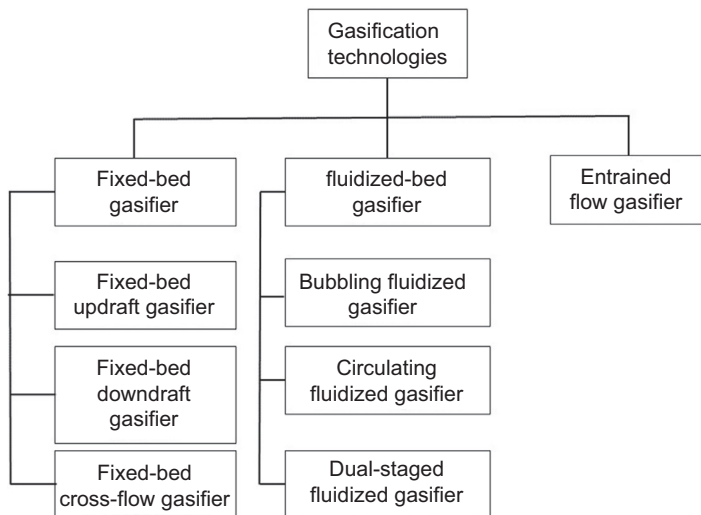 Gasification
technologies
Fixed-bed
gasifier
fluidized-bed
gasifier
Entrained
flow gasifier
Fixed-bed
updraft gasifier
Bubbling fluidized
gasifier
Fixed-bed
downdraft
gasifier
Circulating
fluidized gasifier
Fixed-bed
cross-flow gasifier
Dual-staged
fluidized gasifier